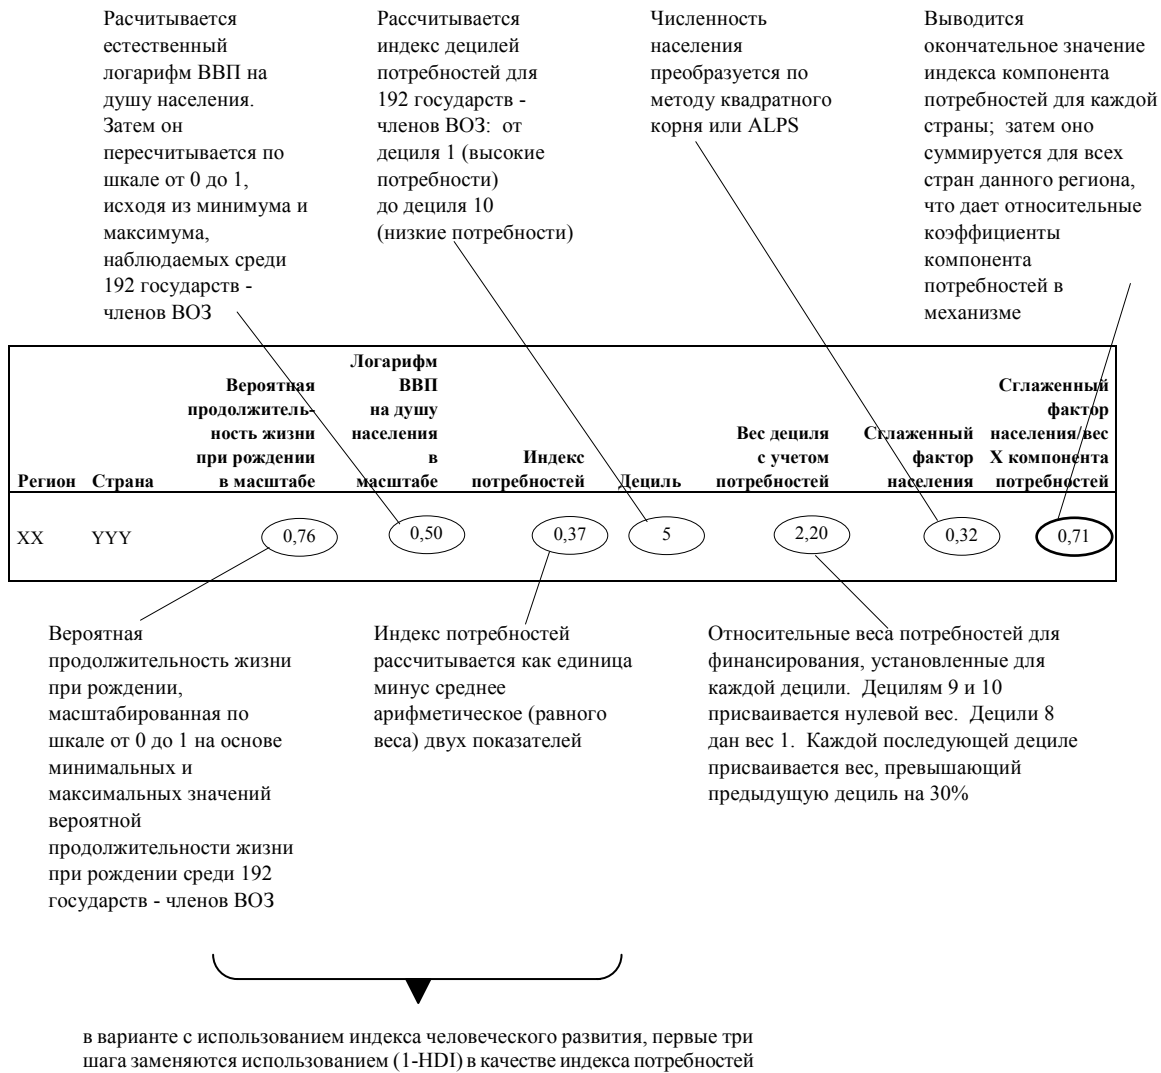 Расчитывается
естественный
логарифм ВВП на
душу населения.
Затем он
пересчитывается по
шкале от 0 до 1,
исходя из минимума и
максимума,
наблюдаемых среди
192 государств -
членов ВОЗ
Рассчитывается
индекс децилей
потребностей для
192 государств -
членов ВОЗ: от
дециля 1 (высокие
потребности)
до дециля 10
(низкие потребности)
Численность
населения
преобразуется по
методу квадратного
корня или ALPS
Выводится
окончательное значение
индекса компонента
потребностей для каждой
страны; затем оно
суммируется для всех
стран данного региона,
что дает относительные
коэффициенты
компонента
потребностей в
механизме
Регион
Страна
Вероятная
продолжитель-
ность жизни
при рождении
в масштабе
Логарифм
ВВП
на душу
населения
в
масштабе
Индекс
потребностей
Дециль
Вес дециля
с учетом
потребностей
Сглаженный
фактор
населения
Сглаженный
фактор
населения/вес
Х компонента
потребностей
XX YYY 0,76 0,50 0,37 5 2,20 0,32 0,71
Вероятная
продолжительность жизни
при рождении,
масштабированная по
шкале от 0 до 1 на основе
минимальных и
максимальных значений
вероятной
продолжительности жизни
при рождении среди 192
государств - членов ВОЗ
Индекс потребностей
рассчитывается как единица
минус среднее
арифметическое (равного
веса) двух показателей
Относительные веса потребностей для
финансирования, установленные для
каждой децили. Децилям 9 и 10
присваивается нулевой вес. Децили 8
дан вес 1. Каждой последующей дециле
присваивается вес, превышающий
предыдущую дециль на 30%
в варианте с использованием индекса человеческого развития, первые три
шага заменяются использованием (1-HDI) в качестве индекса потребностей